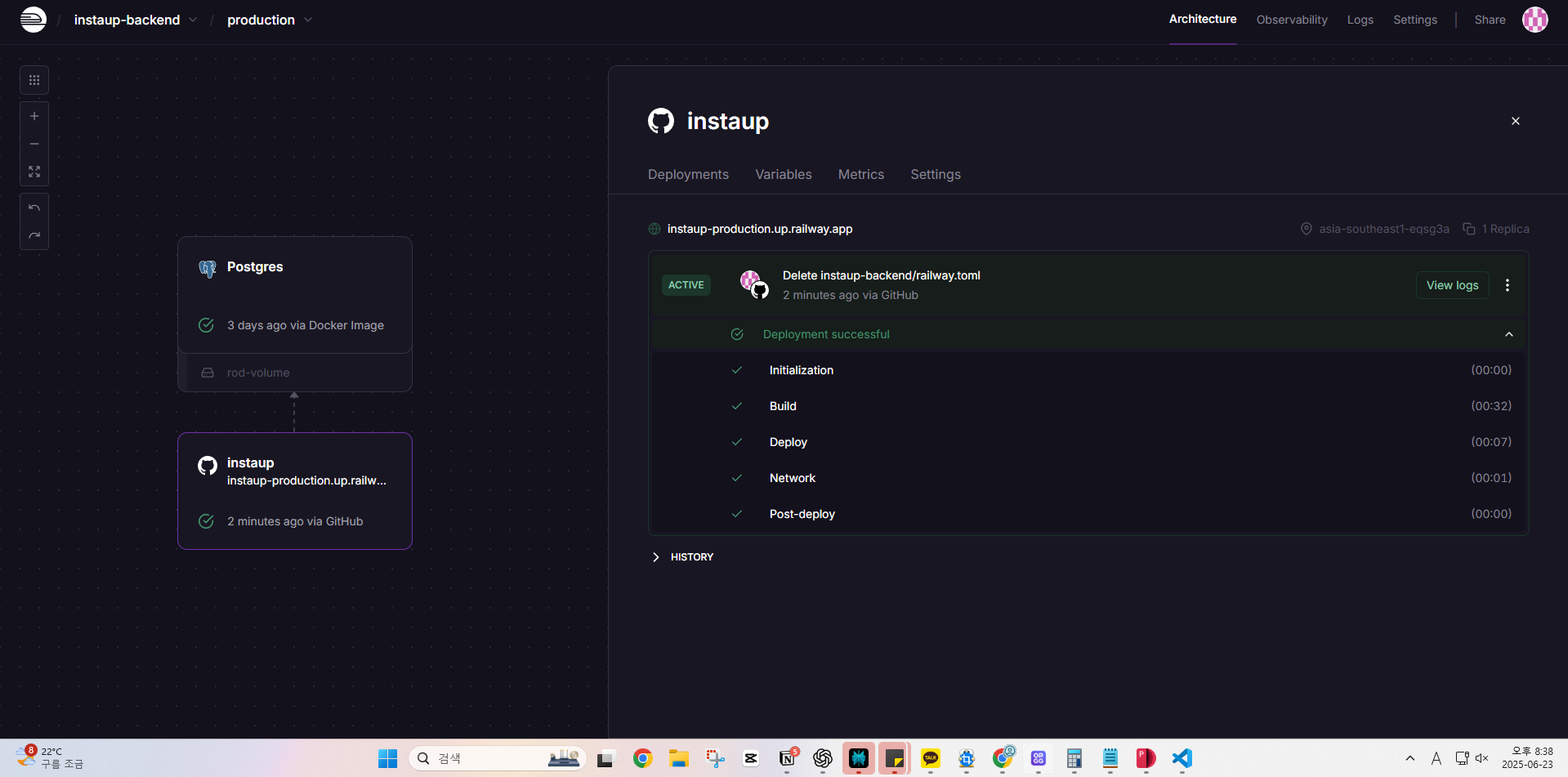 / instaup-backend / production
Architecture Observability Logs Settings Share
instaup
Deployments Variables Metrics Settings
instaup-production.up.railway.app asia-southeast1-eqsg3a 1 Replica
ACTIVE
Delete instaup-backend/railway.toml
2 minutes ago via GitHub
View logs
Deployment successful
Initialization (00:00)
Build (00:32)
Deploy (00:07)
Network (00:01)
Post-deploy (00:00)
HISTORY
Postgres
3 days ago via Docker Image
rod-volume
instaup
instaup-production.up.railw...
2 minutes ago via GitHub
8
22°C
구름 조금
검색
5
TALK
OP.GG
P
A
오후 8:38
2025-06-23